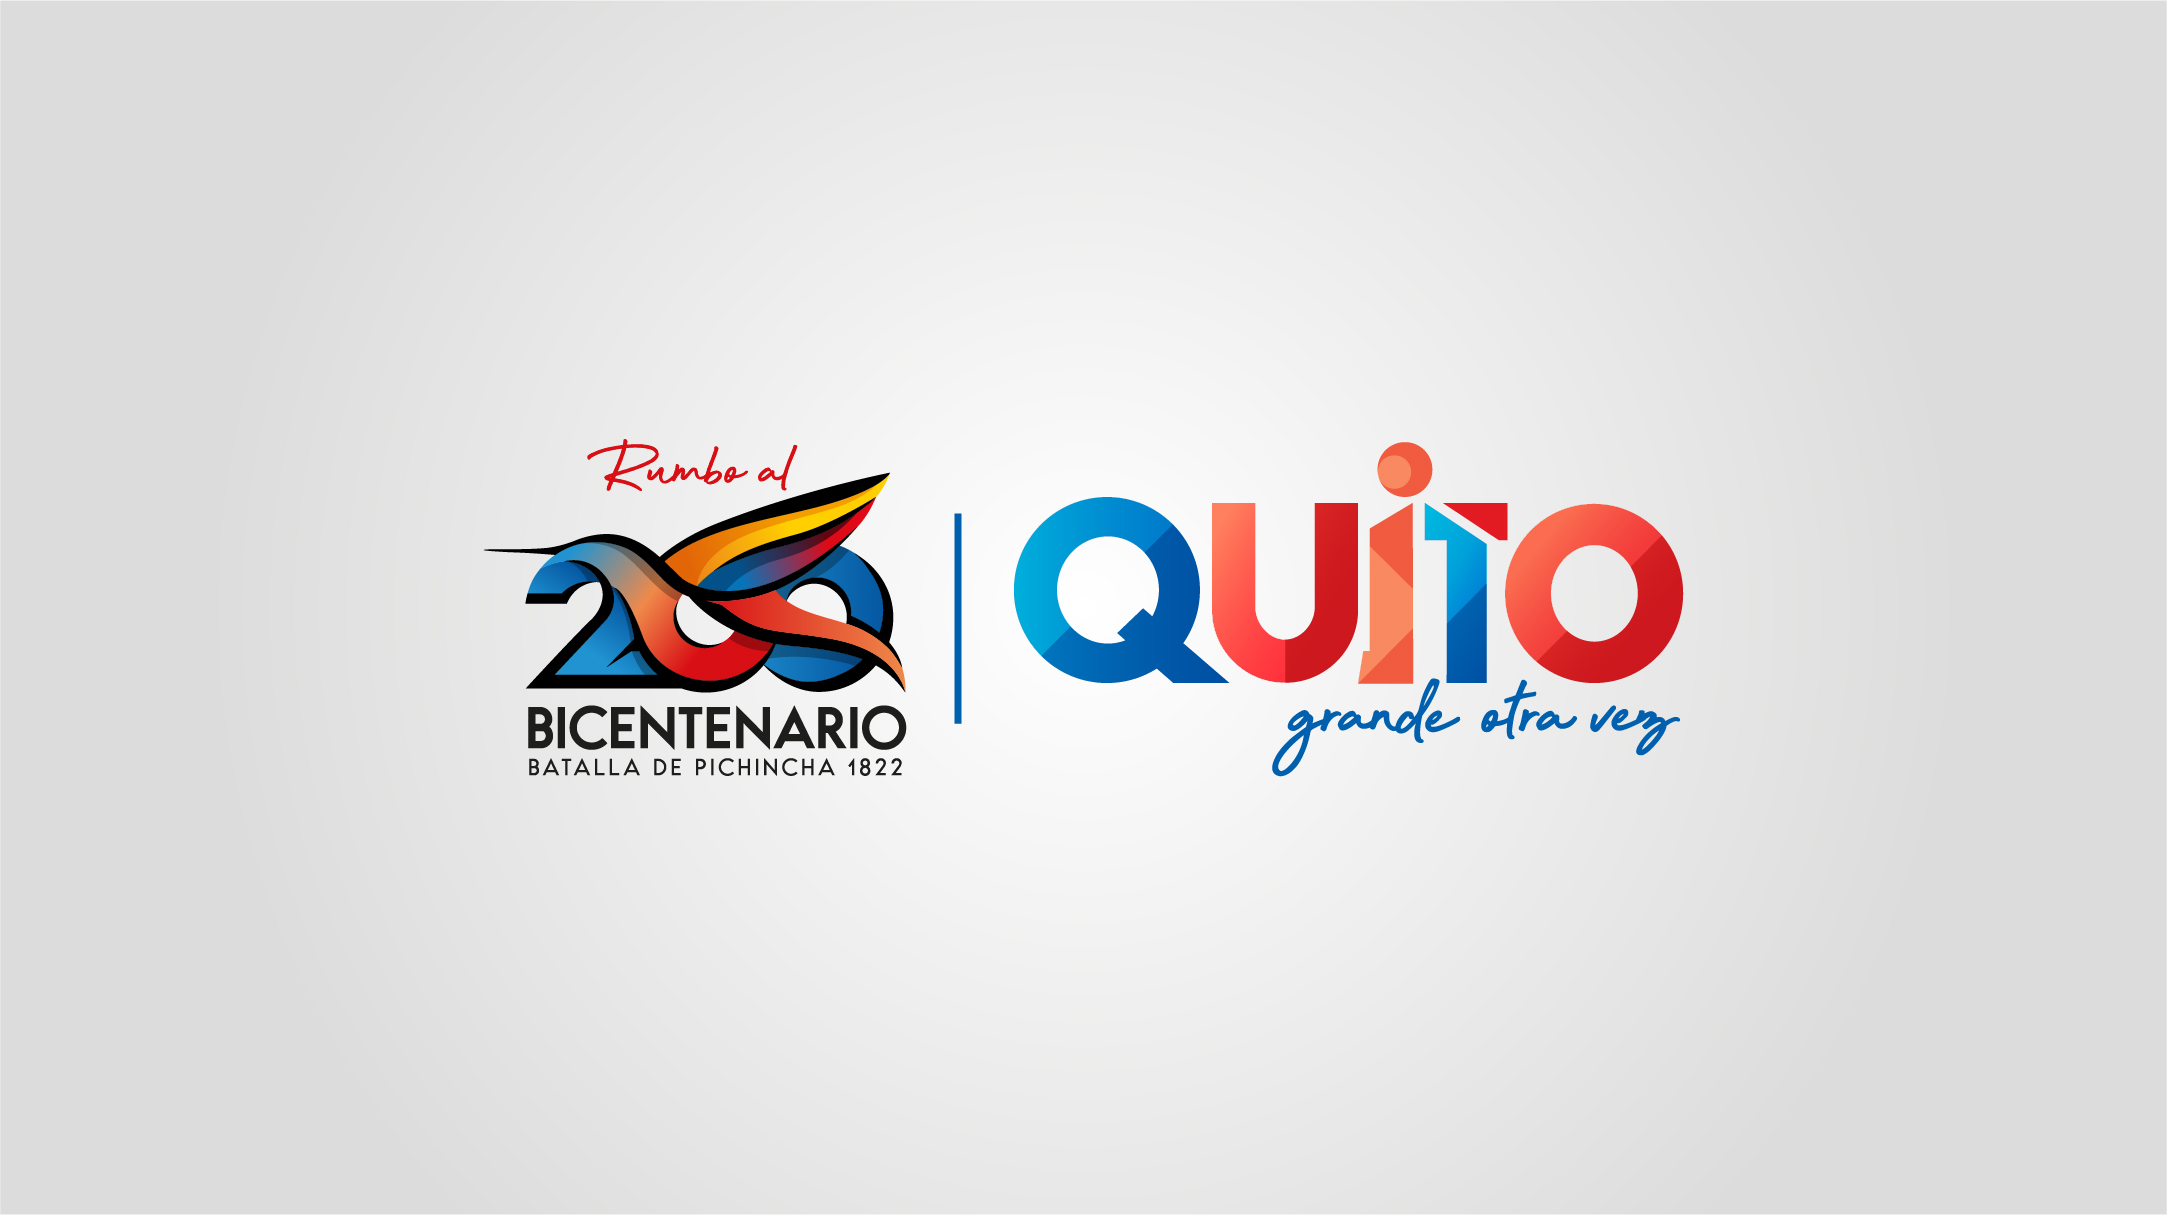 Rumbo al
200
BICENTENARIO
BATALLA DE PICHINCHA 1822
QUiTO
grande otra vez